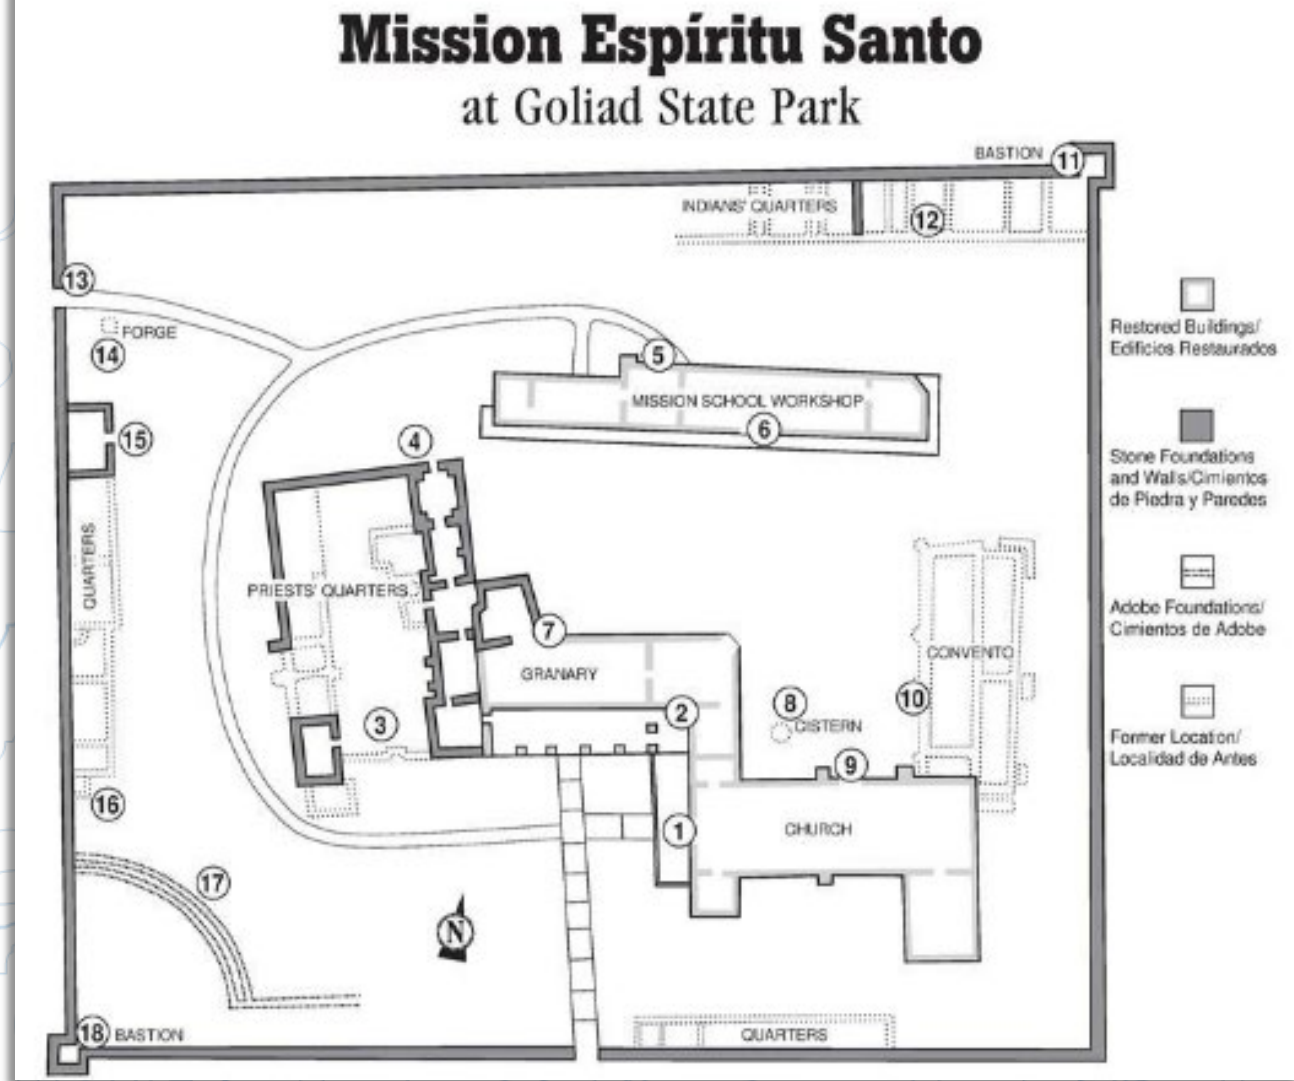 Mission Espíritu Santo
at Goliad State Park
BASTION 11
INDIANS' QUARTERS
12
13
FORGE
14
5
MISSION SCHOOL WORKSHOP
6
15
4
QUARTERS
PRIESTS' QUARTERS
7
GRANARY
CONVENTO
10
8
CISTERN
2
3
9
16
1
CHURCH
17
N
18 BASTION
QUARTERS
Restored Buildings/
Edificios Restaurados
Stone Foundations
and Walls/Cimientos
de Piedra y Paredes
Adobe Foundations/
Cimientos de Adobe
Former Location/
Localidad de Antes